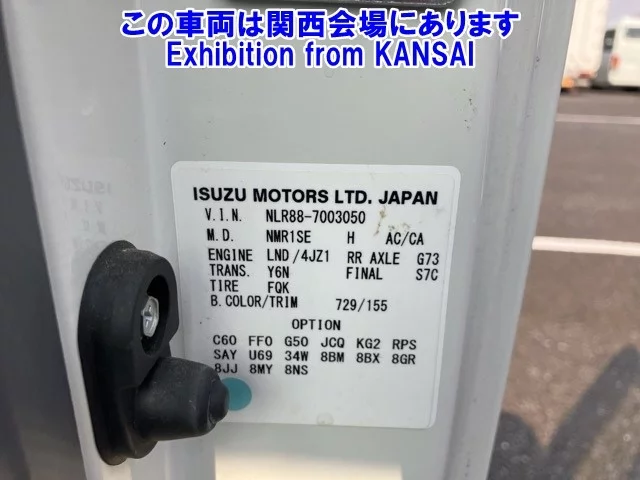 この車両は関西会場にあります
Exhibition from KANSAI
ISUZU MOTORS LTD. JAPAN
V.I.N. NLR88-7003050
M.D. NMR1SE H AC/CA
ENGINE LND/4JZ1 RR AXLE G73
TRANS. Y6N FINAL S7C
TIRE FQK
B.COLOR/TRIM 729/155
OPTION
C60 FF0 G50 JCQ KG2 RPS
SAY U69 34W 8BM 8BX 8GR
8JJ 8MY 8NS